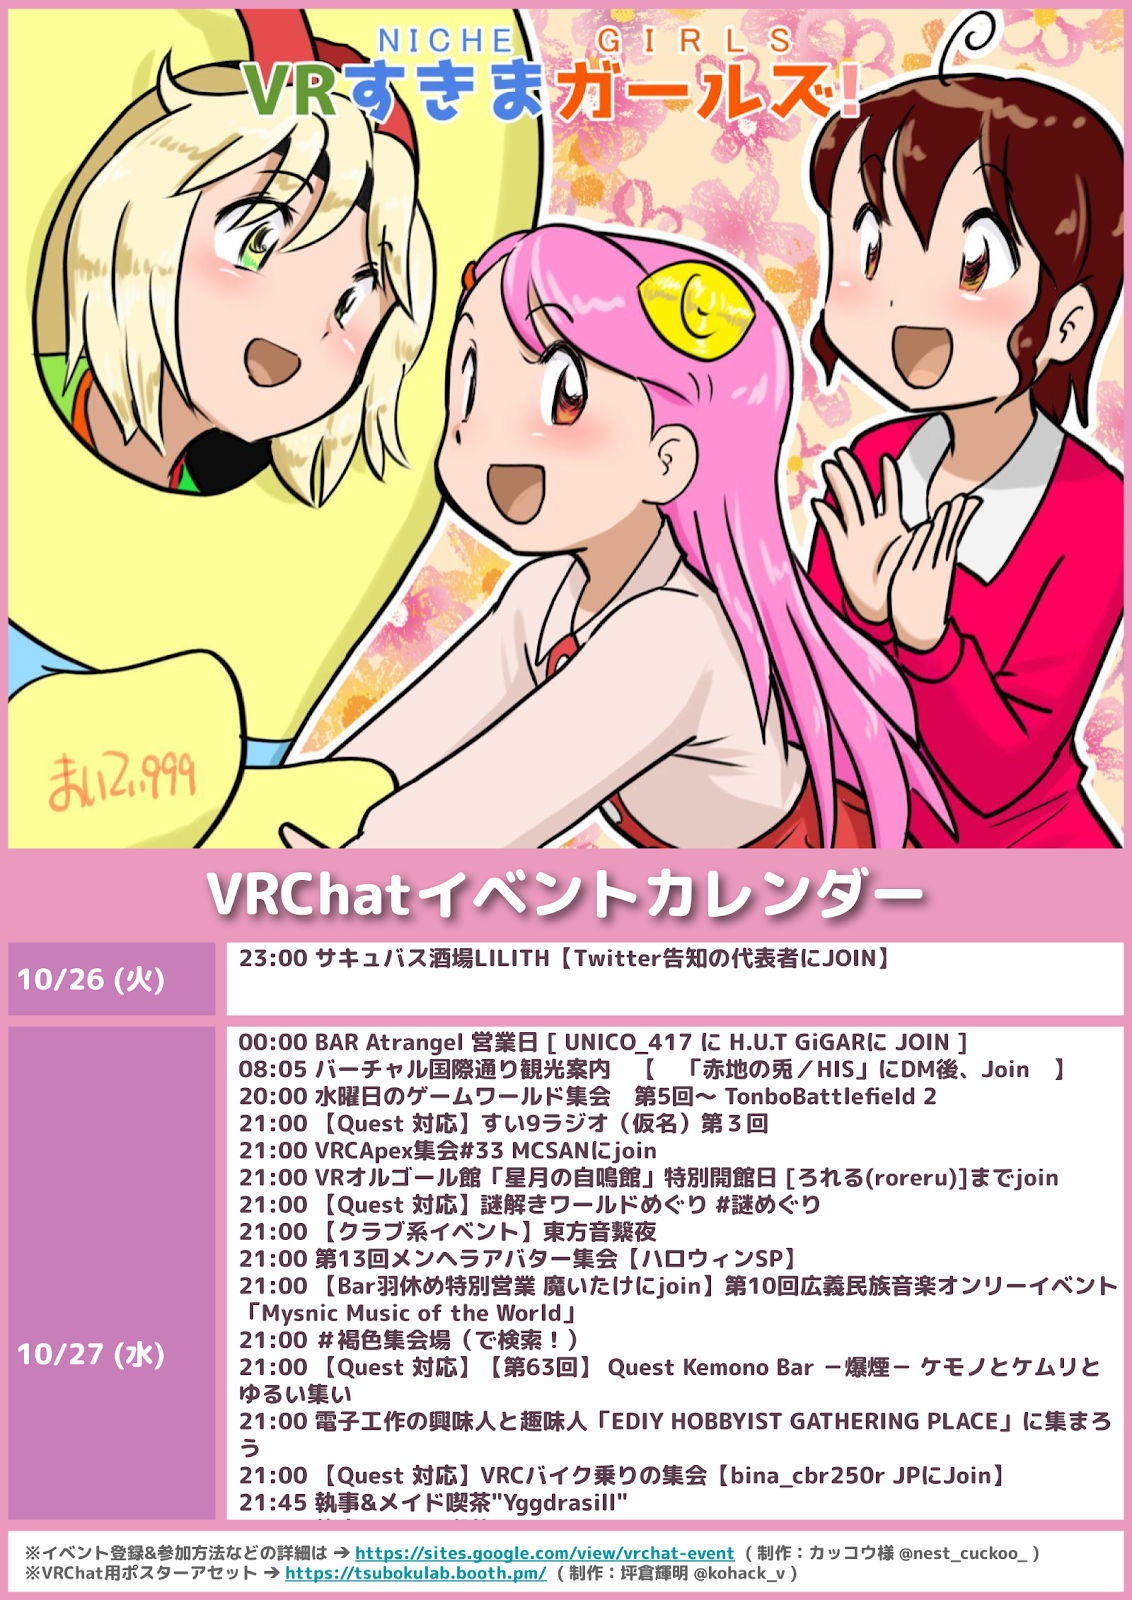 NICHE GIRLS
VRすきまガールズ!
まいてぃ999
VRChatイベントカレンダー
10/26 (火)
23:00 サキュバス酒場LILITH【Twitter告知の代表者にJOIN】
10/27 (水)
00:00 BAR Atrangel 営業日 [ UNICO_417 に H.U.T GiGARに JOIN ]
08:05 バーチャル国際通り観光案内　【　「赤地の兎／HIS」にDM後、Join　】
20:00 水曜日のゲームワールド集会　第5回～ TonboBattlefield 2
21:00 【Quest 対応】すい9ラジオ（仮名）第３回
21:00 VRCApex集会#33 MCSANにjoin
21:00 VRオルゴール館「星月の自鳴館」特別開館日 [ろれる(roreru)]までjoin
21:00 【Quest 対応】謎解きワールドめぐり #謎めぐり
21:00 【クラブ系イベント】東方音繋夜
21:00 第13回メンヘラアバター集会【ハロウィンSP】
21:00 【Bar羽休め特別営業 魔いたけにjoin】第10回広義民族音楽オンリーイベント
「Mysnic Music of the World」
21:00 ＃褐色集会場（で検索！）
21:00 【Quest 対応】【第63回】 Quest Kemono Bar －爆煙－ ケモノとケムリと
ゆるい集い
21:00 電子工作の興味人と趣味人「EDIY HOBBYIST GATHERING PLACE」に集まろ
う
21:00 【Quest 対応】VRCバイク乗りの集会【bina_cbr250r JPにJoin】
21:45 執事&メイド喫茶"Yggdrasill"
※イベント登録&参加方法などの詳細は → https://sites.google.com/view/vrchat-event （ 制作：カッコウ様 @nest_cuckoo_ ）
※VRChat用ポスターアセット → https://tsubokulab.booth.pm/ （ 制作：坪倉輝明 @kohack_v ）